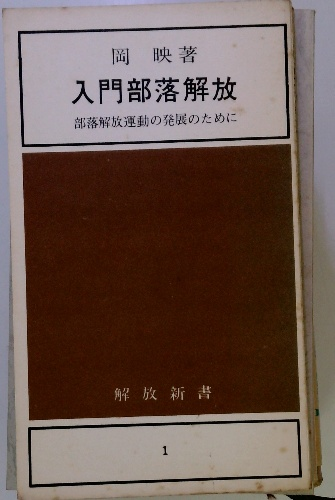 岡 映著
入門部落解放
部落解放運動の発展のために
解放新書
1